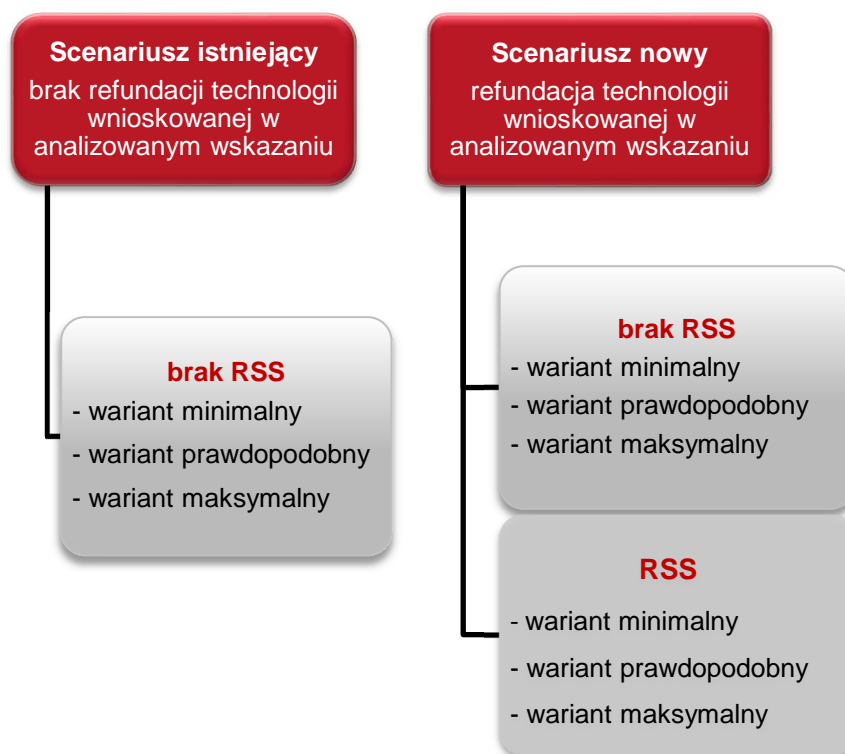 Scenariusz istniejący
brak refundacji technologii
wnioskowanej w
analizowanym wskazaniu
brak RSS
- wariant minimalny
- wariant prawdopodobny
- wariant maksymalny
Scenariusz nowy
refundacja technologii
wnioskowanej w
analizowanym wskazaniu
brak RSS
- wariant minimalny
- wariant prawdopodobny
- wariant maksymalny
RSS
- wariant minimalny
- wariant prawdopodobny
- wariant maksymalny